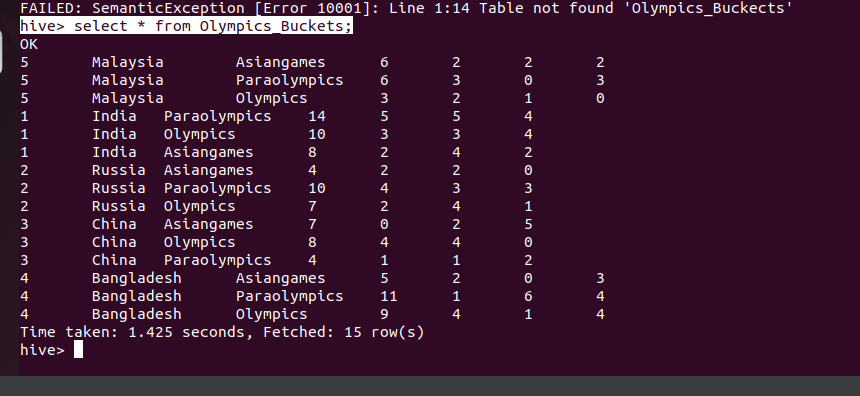 FAILED: SemanticException [Error 10001]: Line 1:14 Table not found 'Olympics_Buckects'
hive> select * from Olympics_Buckets;
OK
5 Malaysia Asiangames 6 2 2 2
5 Malaysia Paraolympics 6 3 0 3
5 Malaysia Olympics 3 2 1 0
1 India Paraolympics 14 5 5 4
1 India Olympics 10 3 3 4
1 India Asiangames 8 2 4 2
2 Russia Asiangames 4 2 2 0
2 Russia Paraolympics 10 4 3 3
2 Russia Olympics 7 2 4 1
3 China Asiangames 7 0 2 5
3 China Olympics 8 4 4 0
3 China Paraolympics 4 1 1 2
4 Bangladesh Asiangames 5 2 0 3
4 Bangladesh Paraolympics 11 1 6 4
4 Bangladesh Olympics 9 4 1 4
Time taken: 1.425 seconds, Fetched: 15 row(s)
hive>